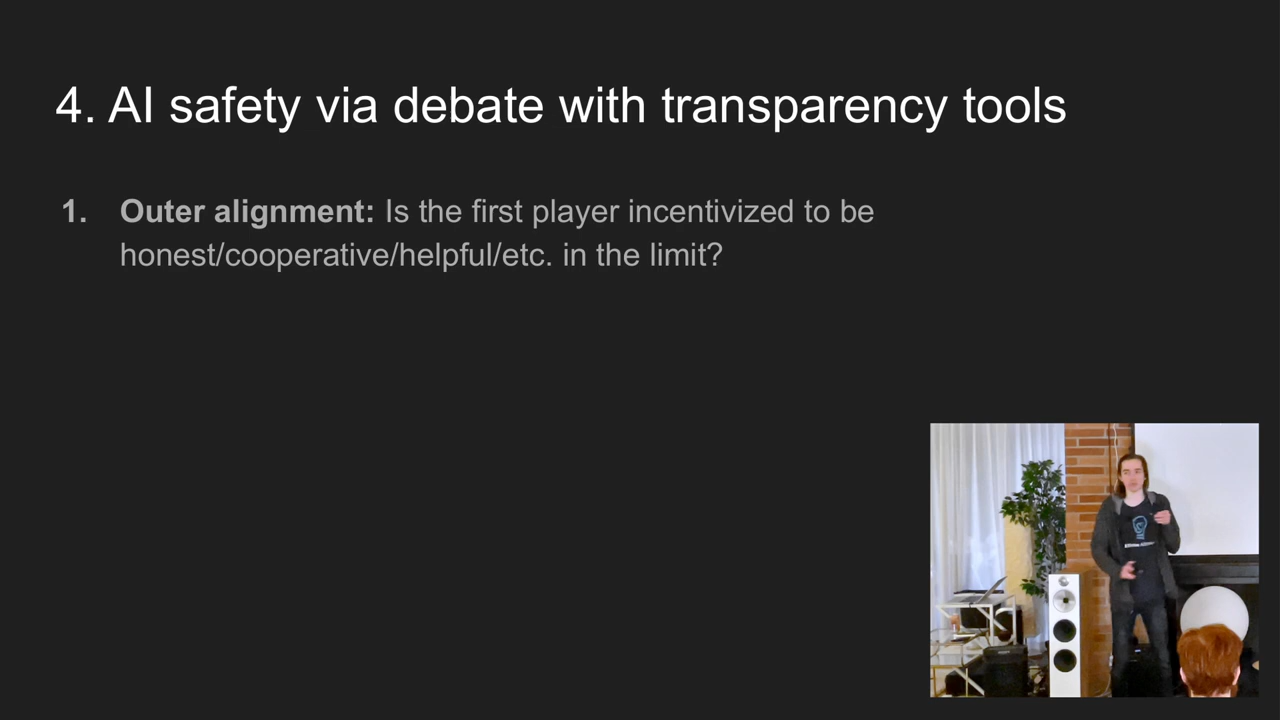 4. AI safety via debate with transparency tools
1. Outer alignment: Is the first player incentivized to be
honest/cooperative/helpful/etc. in the limit?